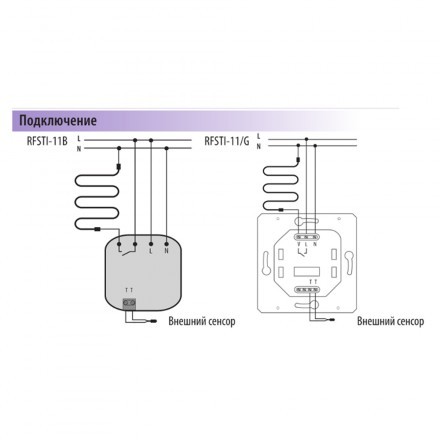 Подключение
RFSTI-11B L
N
RFSTI-11/G L
N
L N
V L N
T T
T T
Внешний сенсор
Внешний сенсор